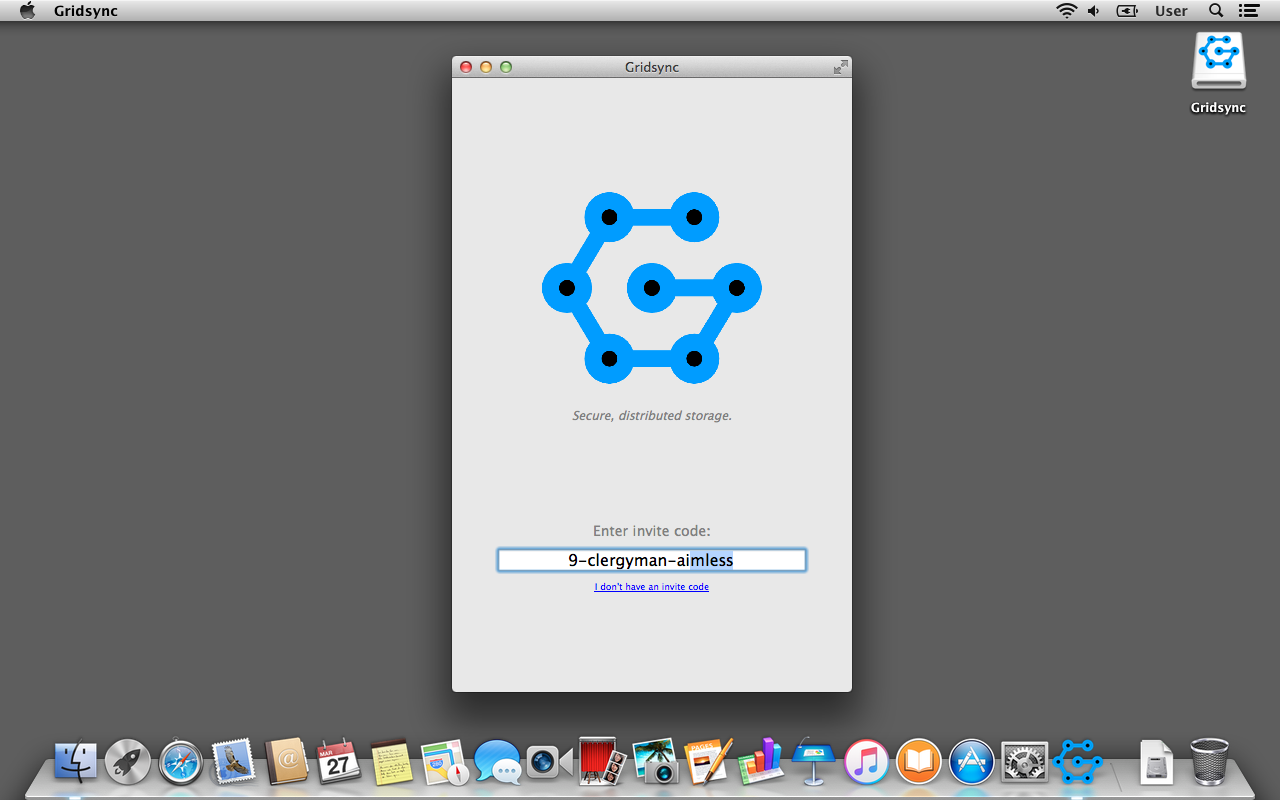 Gridsync
User
Gridsync
Gridsync
Secure, distributed storage.
Enter invite code:
9-clergyman-aimless
I don't have an invite code
MAR
27
PAGES